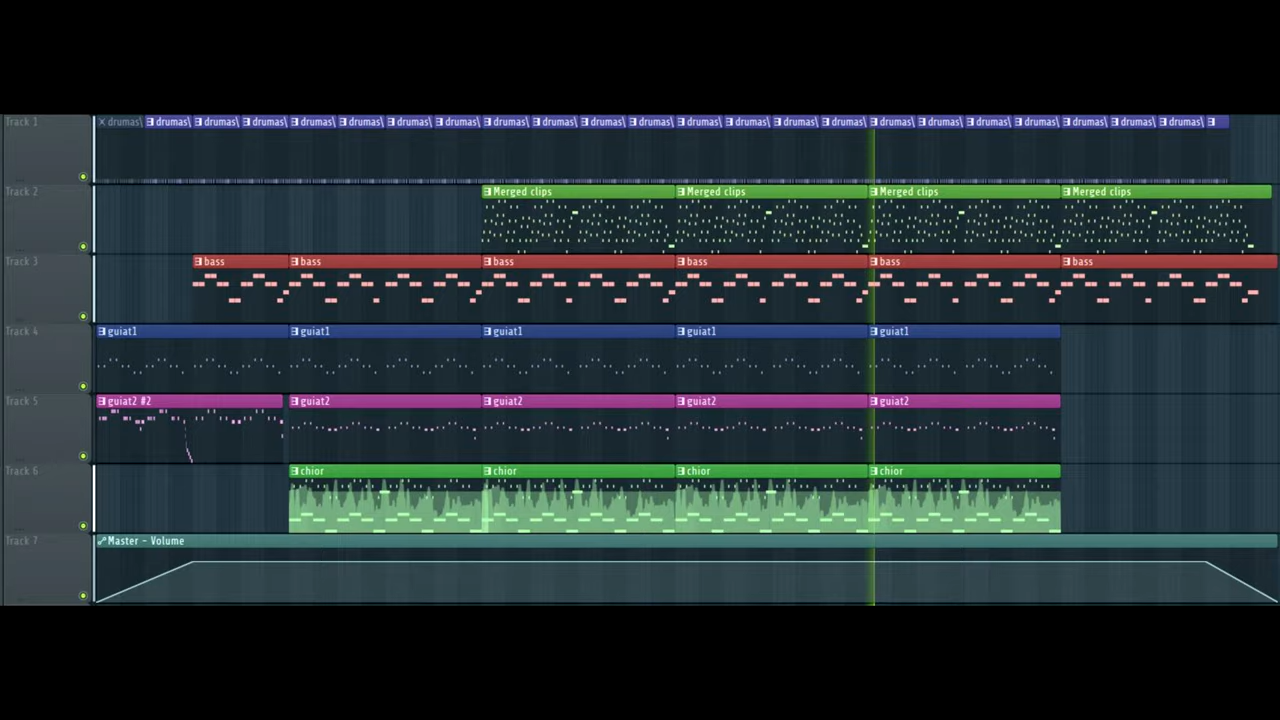 Track 1 drumas\ drumas\ drumas\ drumas\ drumas\ drumas\ drumas\ drumas\ drumas\ drumas\ drumas\ drumas\ drumas\ drumas\ drumas\ drumas\ drumas\ drumas\ drumas\ drumas\ drumas\ drumas\ drumas\
Track 2 Merged clips Merged clips Merged clips Merged clips
Track 3 bass bass bass bass bass bass
Track 4 guiat1 guiat1 guiat1 guiat1 guiat1
Track 5 guiat2 #2 guiat2 guiat2 guiat2 guiat2
Track 6 chior chior chior chior
Track 7 Master - Volume